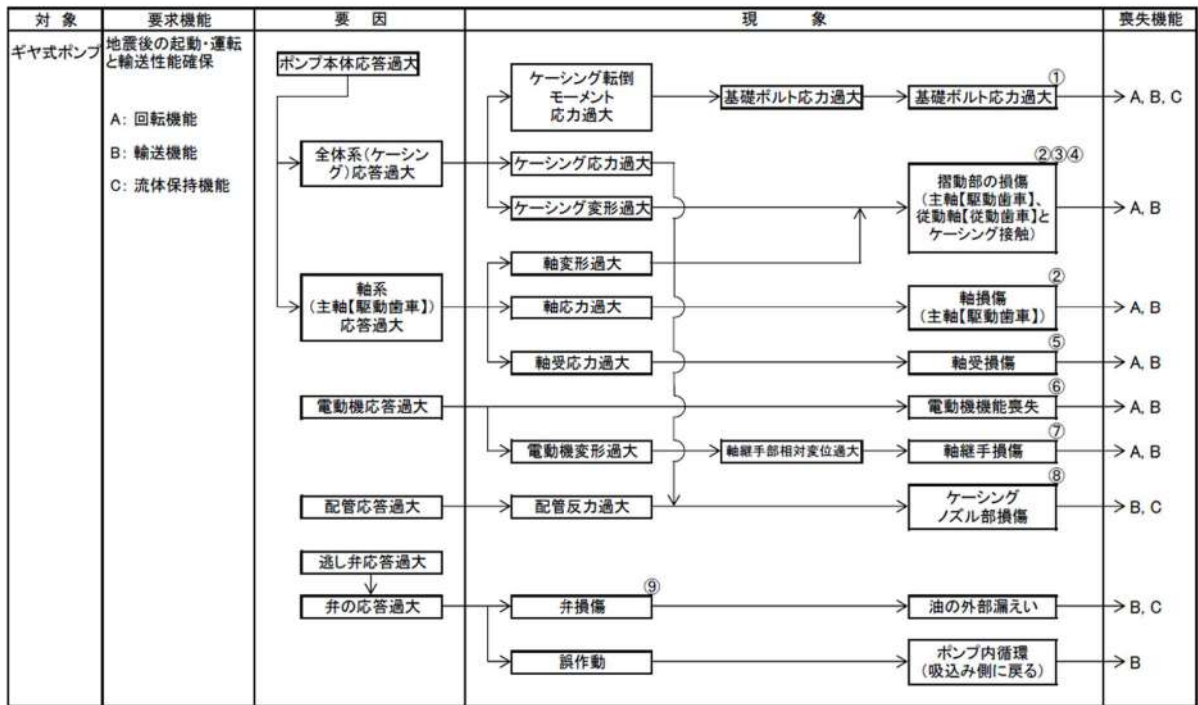 対 象
要求機能
要 因
現 象
喪失機能
ギヤ式ポンプ
地震後の起動・運転
と輸送性能確保
A: 回転機能
B: 輸送機能
C: 流体保持機能
ポンプ本体応答過大
ケーシング転倒
モーメント
応力過大
基礎ボルト応力過大
①
基礎ボルト応力過大
A, B, C
全体系(ケーシン
グ)応答過大
ケーシング応力過大
ケーシング変形過大
②③④
摺動部の損傷
(主軸【駆動歯車】、
従動軸【従動歯車】と
ケーシング接触)
A, B
軸系
(主軸【駆動歯車】)
応答過大
軸変形過大
軸応力過大
②
軸損傷
(主軸【駆動歯車】)
A, B
軸受応力過大
⑤
軸受損傷
A, B
電動機応答過大
⑥
電動機機能喪失
A, B
電動機変形過大
軸継手部相対変位過大
⑦
軸継手損傷
A, B
配管応答過大
配管反力過大
⑧
ケーシング
ノズル部損傷
B, C
逃し弁応答過大
弁の応答過大
⑨
弁損傷
油の外部漏えい
B, C
誤作動
ポンプ内循環
(吸込み側に戻る)
B